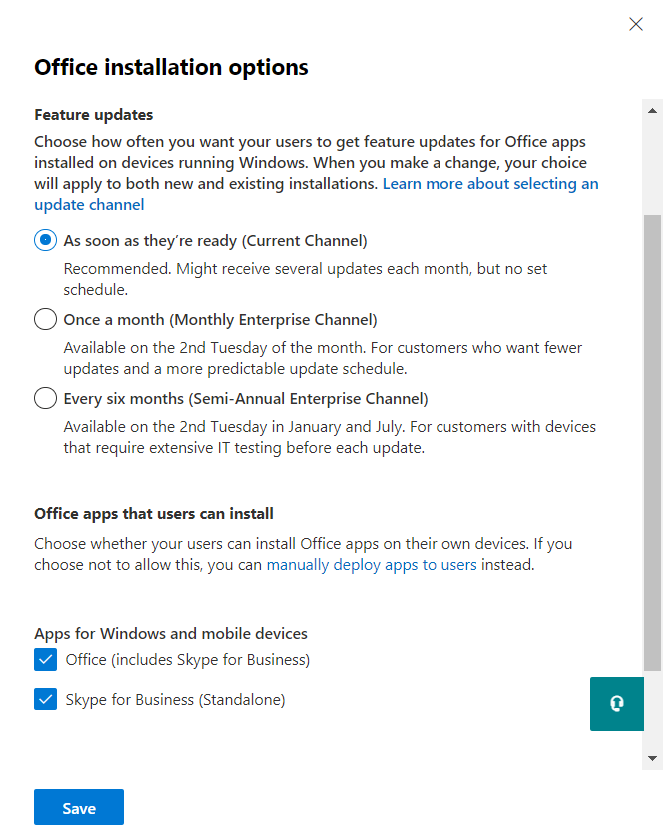 Office installation options
Feature updates
Choose how often you want your users to get feature updates for Office apps
installed on devices running Windows. When you make a change, your choice
will apply to both new and existing installations. Learn more about selecting an
update channel
As soon as they’re ready (Current Channel)
Recommended. Might receive several updates each month, but no set
schedule.
Once a month (Monthly Enterprise Channel)
Available on the 2nd Tuesday of the month. For customers who want fewer
updates and a more predictable update schedule.
Every six months (Semi-Annual Enterprise Channel)
Available on the 2nd Tuesday in January and July. For customers with devices
that require extensive IT testing before each update.
Office apps that users can install
Choose whether your users can install Office apps on their own devices. If you
choose not to allow this, you can manually deploy apps to users instead.
Apps for Windows and mobile devices
Office (includes Skype for Business)
Skype for Business (Standalone)
Save